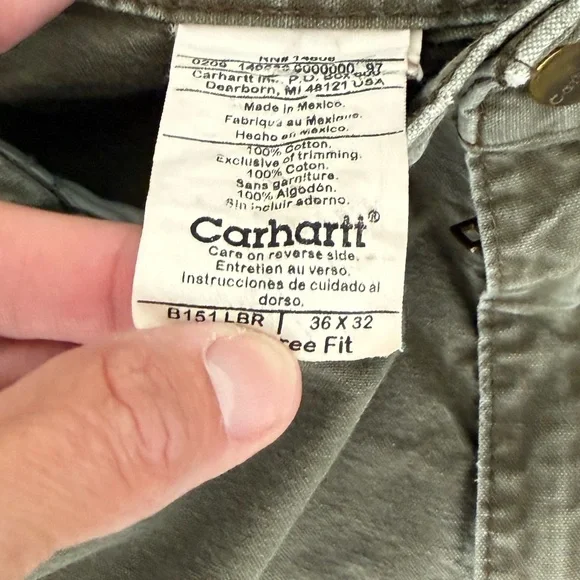 RN# 14806
0209
Carhartt Inc., P.O. Box
Dearborn, MI 48121 USA
Made in Mexico.
Fabriqué au Mexique.
Hecho en Mexico.
100% Cotton.
Exclusive of trimming.
100% Coton.
Sans garniture.
100% Algodón.
Sin incluir adorno.
Carhartt®
Care on reverse side.
Entretien au verso.
Instrucciones de cuidado al
dorso.
B151 LBR | 36 X 32
ree Fit